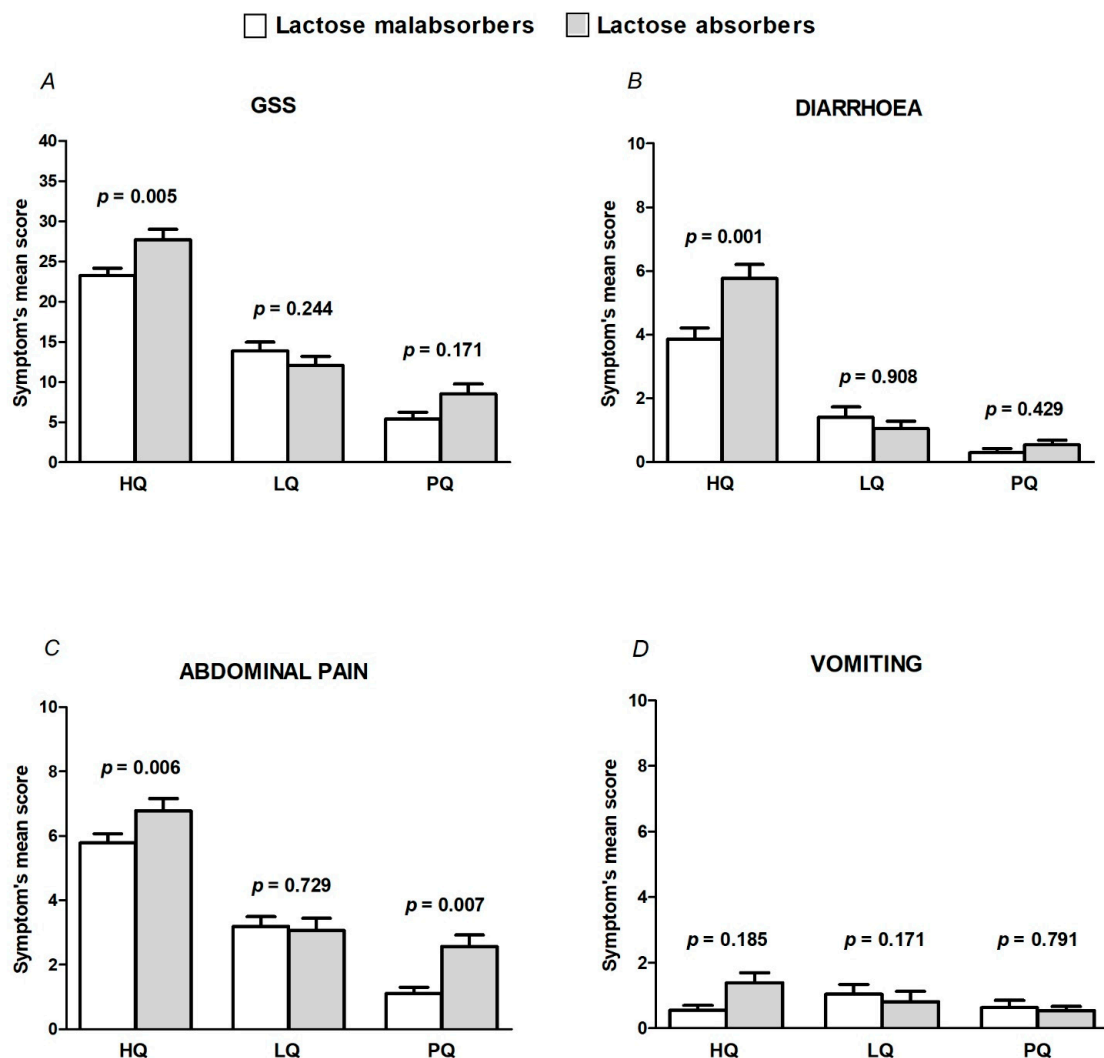 Lactose malabsorbers Lactose absorbers
A
GSS
Symptom's mean score
40
35
30
25
20
15
10
5
0
p = 0.005
p = 0.244
p = 0.171
HQ LQ PQ
B
DIARRHOEA
Symptom's mean score
10
8
6
4
2
0
p = 0.001
p = 0.908
p = 0.429
HQ LQ PQ
C
ABDOMINAL PAIN
Symptom's mean score
10
8
6
4
2
0
p = 0.006
p = 0.729
p = 0.007
HQ LQ PQ
D
VOMITING
Symptom's mean score
10
8
6
4
2
0
p = 0.185
p = 0.171
p = 0.791
HQ LQ PQ